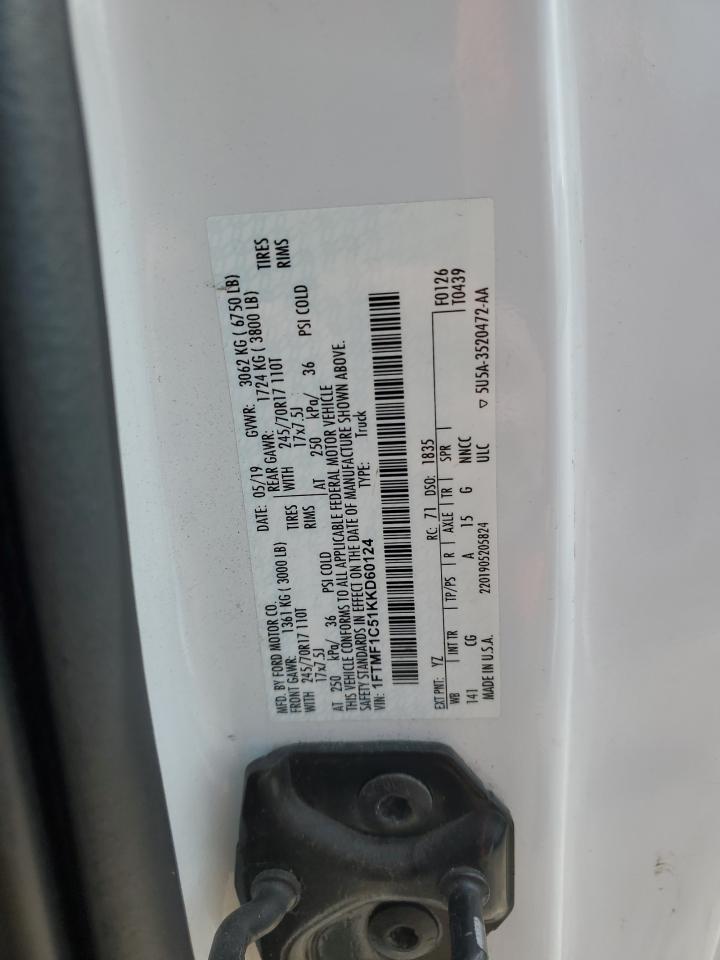 MFD. BY FORD MOTOR CO.
DATE: 05/19 GVWR: 3062 KG ( 6750 LB)
FRONT GAWR: 1361 KG ( 3000 LB) REAR GAWR: 1724 KG ( 3800 LB)
WITH 245/70R17 110T TIRES WITH 245/70R17 110T TIRES
17x7.5J RIMS 17x7.5J RIMS
AT 250 kPa/ 36 PSI COLD AT 250 kPa/ 36 PSI COLD
THIS VEHICLE CONFORMS TO ALL APPLICABLE FEDERAL MOTOR VEHICLE
SAFETY STANDARDS IN EFFECT ON THE DATE OF MANUFACTURE SHOWN ABOVE.
VIN: 1FTMF1C51KKD60124 TYPE: Truck
EXT PNT: YZ RC: 71 DSO: 1835 F0126
WB INTTR TP/PS R AXLE TR SPR T0439
141 CG A 15 G NNCC
MADE IN U.S.A. 2201905205824 ULC ▽ 5U5A-3520472-AA